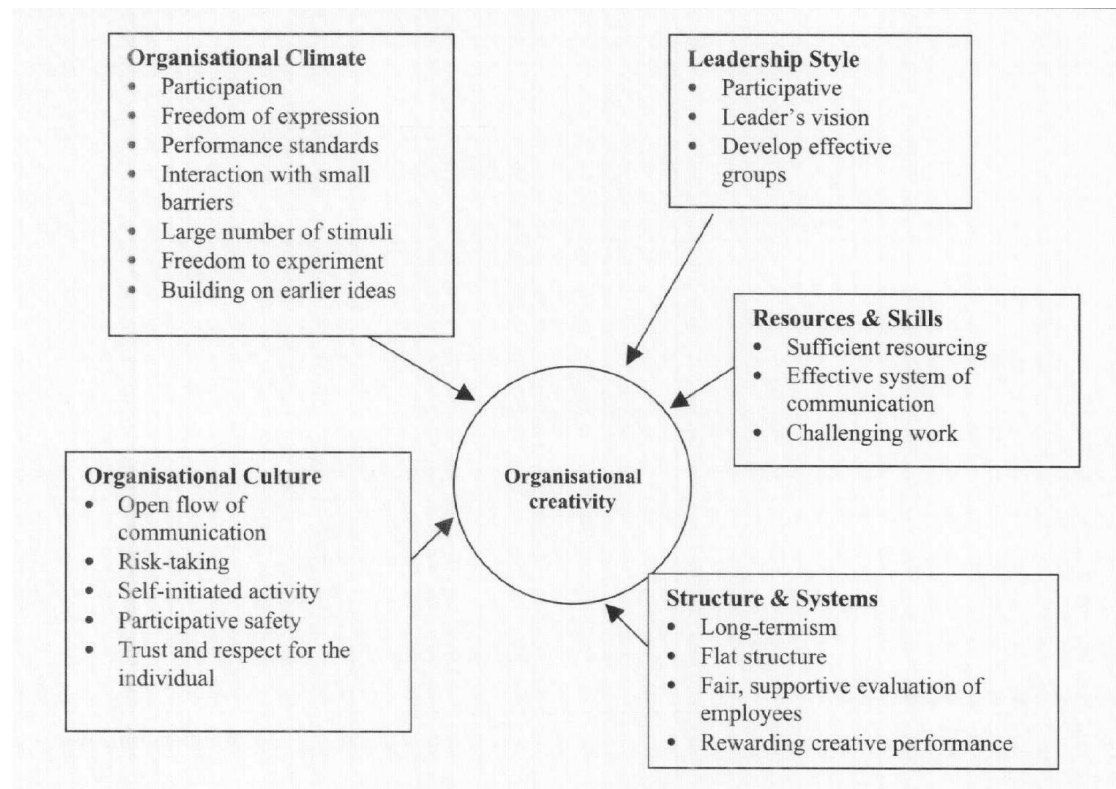 Organisational Climate
• Participation
• Freedom of expression
• Performance standards
• Interaction with small
barriers
• Large number of stimuli
• Freedom to experiment
• Building on earlier ideas
Leadership Style
• Participative
• Leader's vision
• Develop effective
groups
Resources & Skills
• Sufficient resourcing
• Effective system of
communication
• Challenging work
Organisational
creativity
Organisational Culture
• Open flow of
communication
• Risk-taking
• Self-initiated activity
• Participative safety
• Trust and respect for the
individual
Structure & Systems
• Long-termism
• Flat structure
• Fair, supportive evaluation of
employees
• Rewarding creative performance